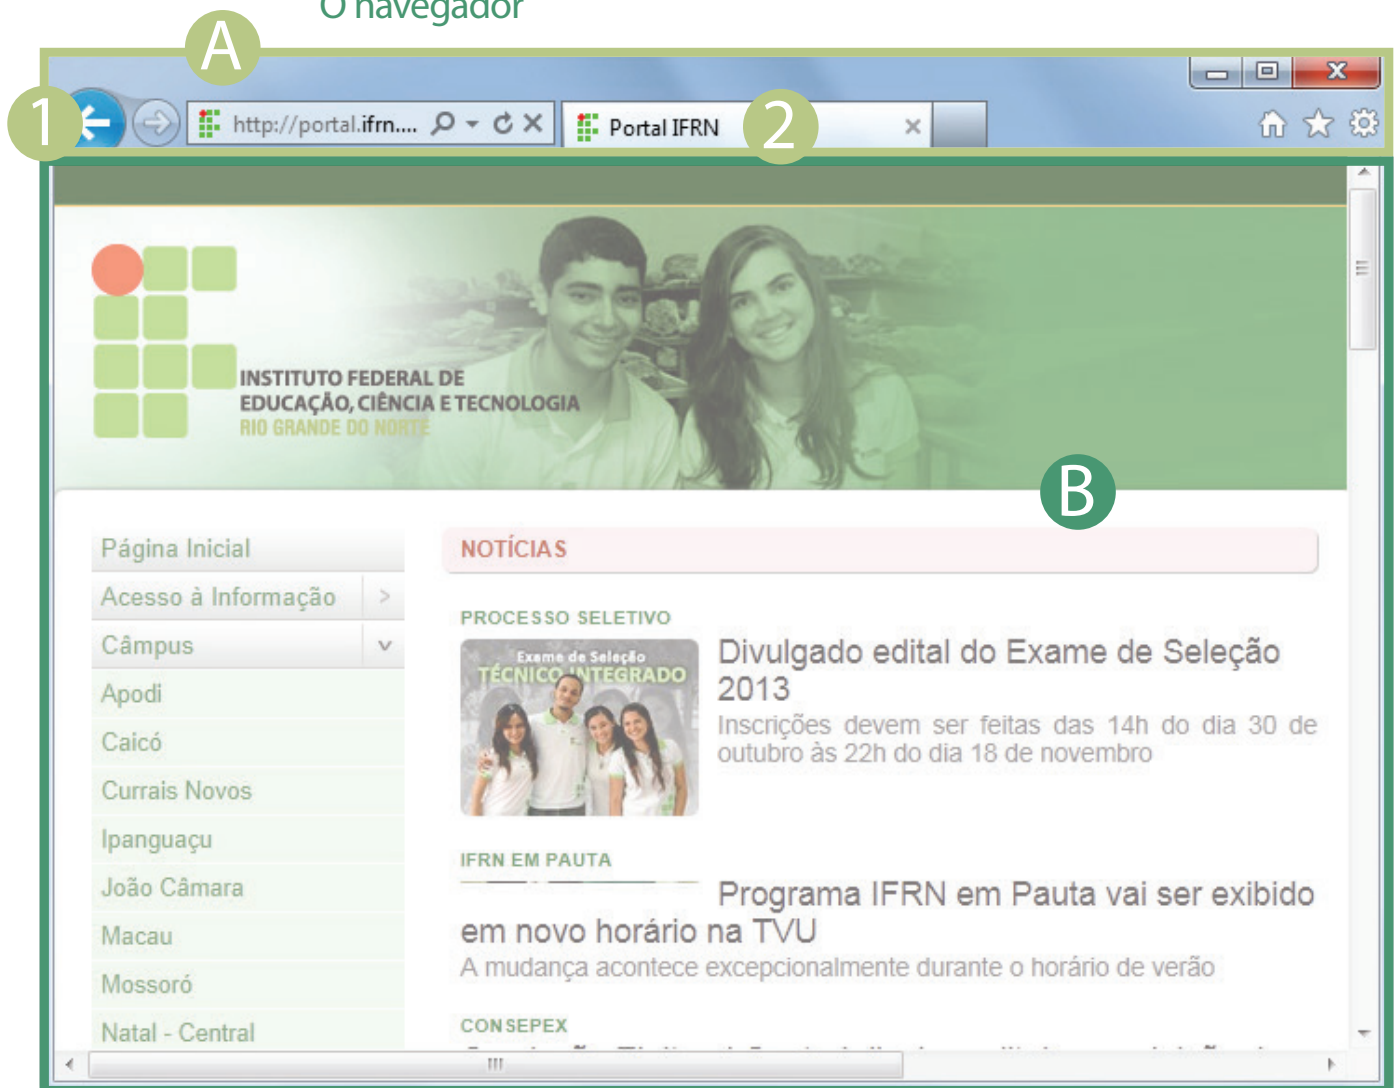 O navegador
A
1
http://portal.ifrn....
Portal IFRN
2
INSTITUTO FEDERAL DE
EDUCAÇÃO, CIÊNCIA E TECNOLOGIA
RIO GRANDE DO NORTE
B
Página Inicial
Acesso à Informação >
Câmpus v
Apodi
Caicó
Currais Novos
Ipanguaçu
João Câmara
Macau
Mossoró
Natal - Central
NOTÍCIAS
PROCESSO SELETIVO
Exame de Seleção
TÉCNICO INTEGRADO
Divulgado edital do Exame de Seleção
2013
Inscrições devem ser feitas das 14h do dia 30 de
outubro às 22h do dia 18 de novembro
IFRN EM PAUTA
Programa IFRN em Pauta vai ser exibido
em novo horário na TVU
A mudança acontece excepcionalmente durante o horário de verão
CONSEPEX